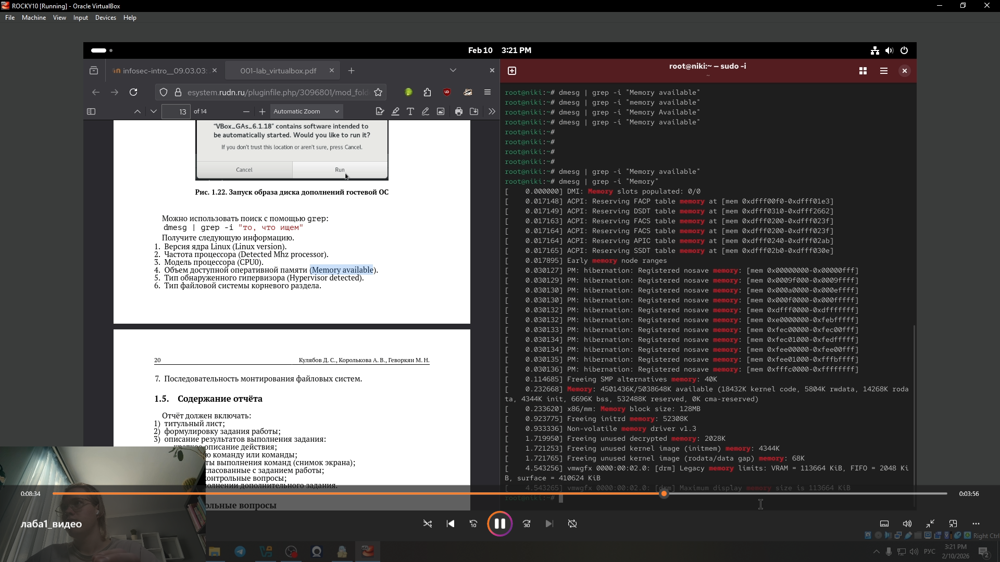 ROCKY10 [Running] - Oracle VirtualBox
File Machine View Input Devices Help
Feb 10 3:21 PM
infosec-intro__09.03.03:
001-lab_virtualbox.pdf
esystem.rudn.ru/pluginfile.php/3096801/mod_fold
13 of 14
Automatic Zoom
"VBox_GAs_6.1.18" contains software intended to
be automatically started. Would you like to run it?
If you don't trust this location or aren't sure, press Cancel.
Cancel Run
Рис. 1.22. Запуск образа диска дополнений гостевой ОС
Можно использовать поиск с помощью grep:
dmesg | grep -i "то, что ищем"
Получите следующую информацию.
1. Версия ядра Linux (Linux version).
2. Частота процессора (Detected Mhz processor).
3. Модель процессора (CPU0).
4. Объем доступной оперативной памяти (Memory available).
5. Тип обнаруженного гипервизора (Hypervisor detected).
6. Тип файловой системы корневого раздела.
20 Кулябов Д. С., Королькова А. В., Геворкян М. Н.
7. Последовательность монтирования файловых систем.
1.5. Содержание отчёта
Отчёт должен включать:
1) титульный лист;
2) формулировку задания работы;
3) описание результатов выполнения задания:
описание действия;
ю команду или команды;
ты выполнения команд (снимок экрана);
гласованные с заданием работы;
контрольные вопросы;
олнении дополнительного задания.
ольные вопросы
root@niki:~ — sudo -i
~
root@niki:~# dmesg | grep -i "Memory available"
root@niki:~# dmesg | grep -i "memory available"
root@niki:~# dmesg | grep -i "Memory Available"
root@niki:~# dmesg | grep -i "Memory available"
root@niki:~#
root@niki:~#
root@niki:~#
root@niki:~#
root@niki:~# dmesg | grep -i "Memory available"
root@niki:~# dmesg | grep -i "Memory"
[    0.000000] DMI: Memory slots populated: 0/0
[    0.017148] ACPI: Reserving FACP table memory at [mem 0xdfff00f0-0xdfff01e3]
[    0.017149] ACPI: Reserving DSDT table memory at [mem 0xdfff0310-0xdfff2662]
[    0.017163] ACPI: Reserving FACS table memory at [mem 0xdfff0200-0xdfff023f]
[    0.017164] ACPI: Reserving FACS table memory at [mem 0xdfff0200-0xdfff023f]
[    0.017164] ACPI: Reserving APIC table memory at [mem 0xdfff0240-0xdfff02ab]
[    0.017165] ACPI: Reserving SSDT table memory at [mem 0xdfff02b0-0xdfff030e]
[    0.017895] Early memory node ranges
[    0.030127] PM: hibernation: Registered nosave memory: [mem 0x00000000-0x00000fff]
[    0.030129] PM: hibernation: Registered nosave memory: [mem 0x0009f000-0x0009ffff]
[    0.030130] PM: hibernation: Registered nosave memory: [mem 0x000a0000-0x000effff]
[    0.030130] PM: hibernation: Registered nosave memory: [mem 0x000f0000-0x000fffff]
[    0.030132] PM: hibernation: Registered nosave memory: [mem 0xdfff0000-0xdfffffff]
[    0.030132] PM: hibernation: Registered nosave memory: [mem 0xe0000000-0xfebfffff]
[    0.030133] PM: hibernation: Registered nosave memory: [mem 0xfec00000-0xfec00fff]
[    0.030134] PM: hibernation: Registered nosave memory: [mem 0xfec01000-0xfedfffff]
[    0.030134] PM: hibernation: Registered nosave memory: [mem 0xfee00000-0xfee00fff]
[    0.030135] PM: hibernation: Registered nosave memory: [mem 0xfee01000-0xfffbffff]
[    0.030136] PM: hibernation: Registered nosave memory: [mem 0xfffc0000-0xffffffff]
[    0.114685] Freeing SMP alternatives memory: 40K
[    0.232668] Memory: 4501436K/5038648K available (18432K kernel code, 5804K rwdata, 14268K roda
ta, 4344K init, 6696K bss, 532488K reserved, 0K cma-reserved)
[    0.233620] x86/mm: Memory block size: 128MB
[    0.923775] Freeing initrd memory: 52308K
[    0.933336] Non-volatile memory driver v1.3
[    1.719950] Freeing unused decrypted memory: 2028K
[    1.721253] Freeing unused kernel image (initmem) memory: 4344K
[    1.721765] Freeing unused kernel image (rodata/data gap) memory: 68K
[    4.543256] vmwgfx 0000:00:02.0: [drm] Legacy memory limits: VRAM = 113664 KiB, FIFO = 2048 Ki
B, surface = 410624 KiB
[    4.543265] vmwgfx 0000:00:02.0: [drm] Maximum display memory size is 113664 KiB
root@niki:~#
0:08:34
0:03:56
лаба1_видео
10
30
Right Ctrl
РУС
3:21 PM
2/10/2026
2